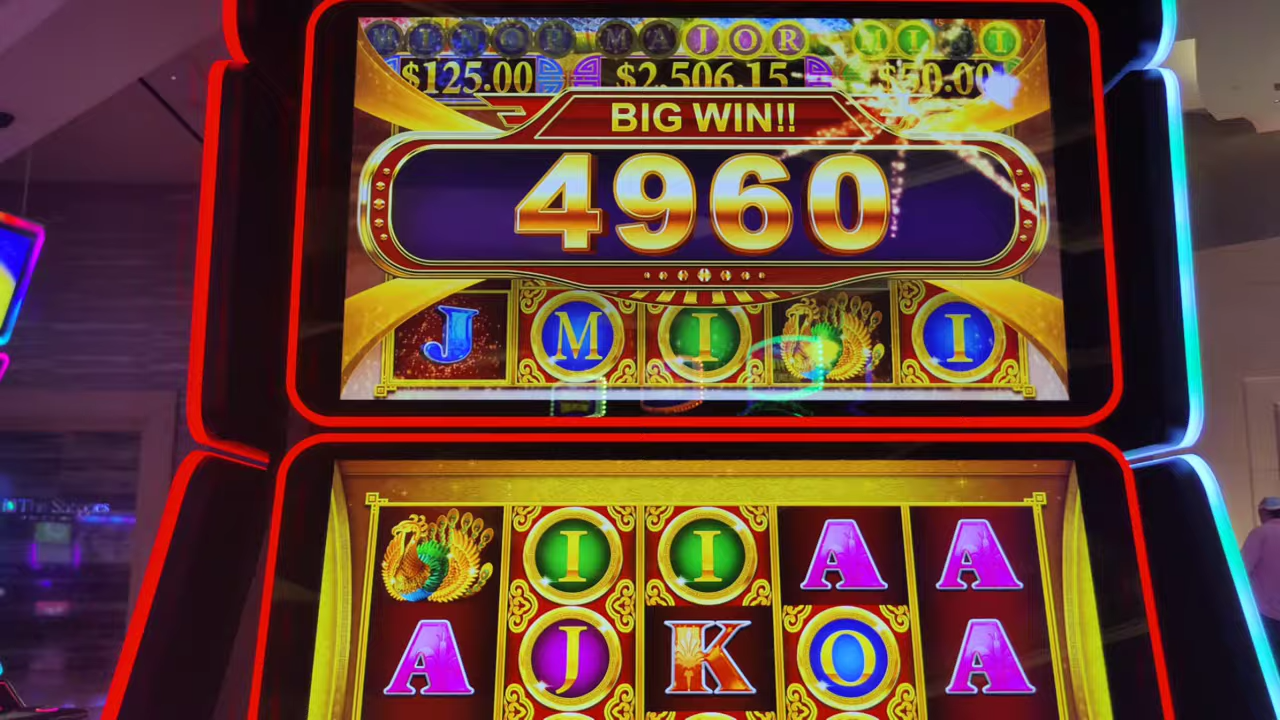 MINOR MAJOR MINI
$125.00 $2,506.15 $50.00
BIG WIN!!
4960
J M I I
I I A A
A J K O A